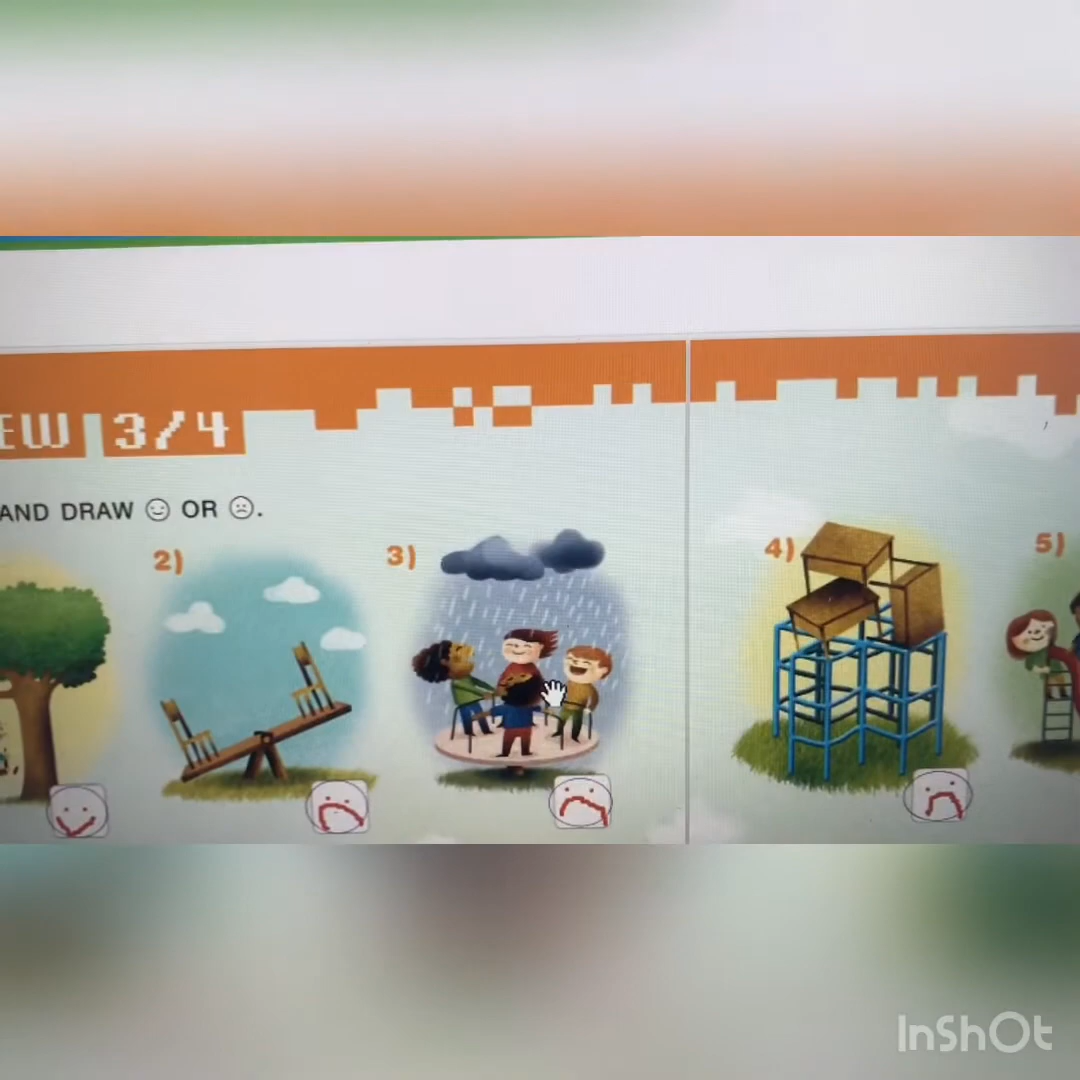 EW 3/4
AND DRAW ☺ OR ☹.
2)
3)
4)
5)
InShOt